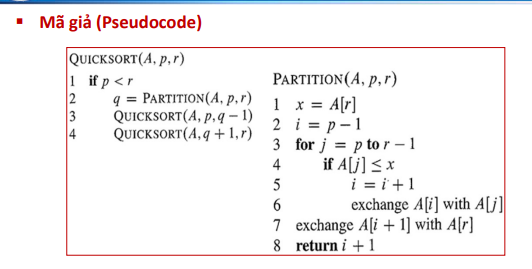 ▪ Mã giả (Pseudocode)
QUICKSORT(A, p, r)
1 if p < r
2 q = PARTITION(A, p, r)
3 QUICKSORT(A, p, q − 1)
4 QUICKSORT(A, q + 1, r)
PARTITION(A, p, r)
1 x = A[r]
2 i = p − 1
3 for j = p to r − 1
4 if A[j] ≤ x
5 i = i + 1
6 exchange A[i] with A[j]
7 exchange A[i + 1] with A[r]
8 return i + 1